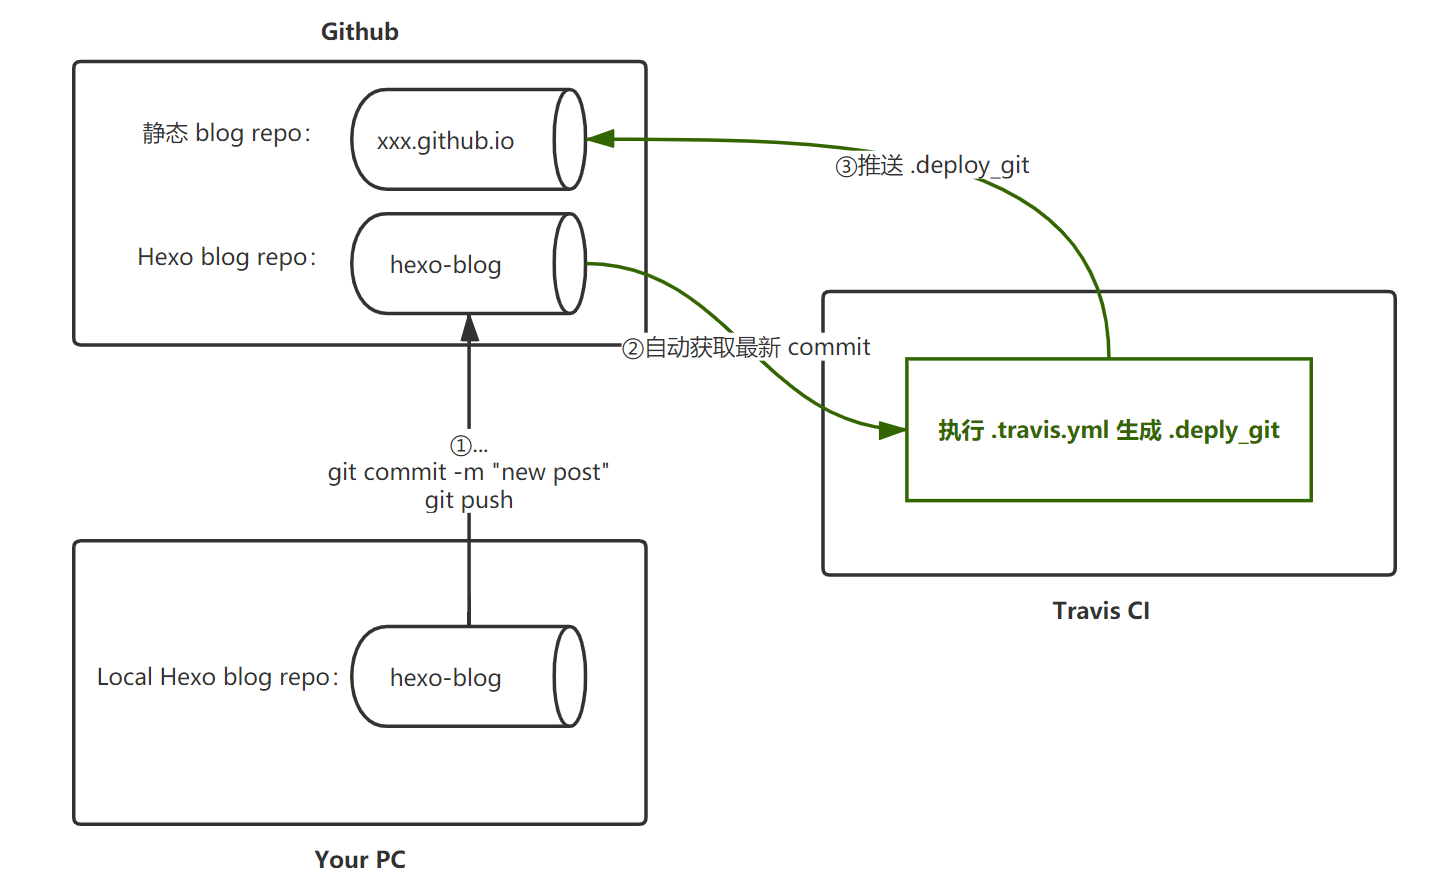 Github
静态 blog repo：
xxx.github.io
③推送 .deploy_git
Hexo blog repo：
hexo-blog
②自动获取最新 commit
执行 .travis.yml 生成 .deply_git
①...
git commit -m "new post"
git push
Travis CI
Local Hexo blog repo：
hexo-blog
Your PC